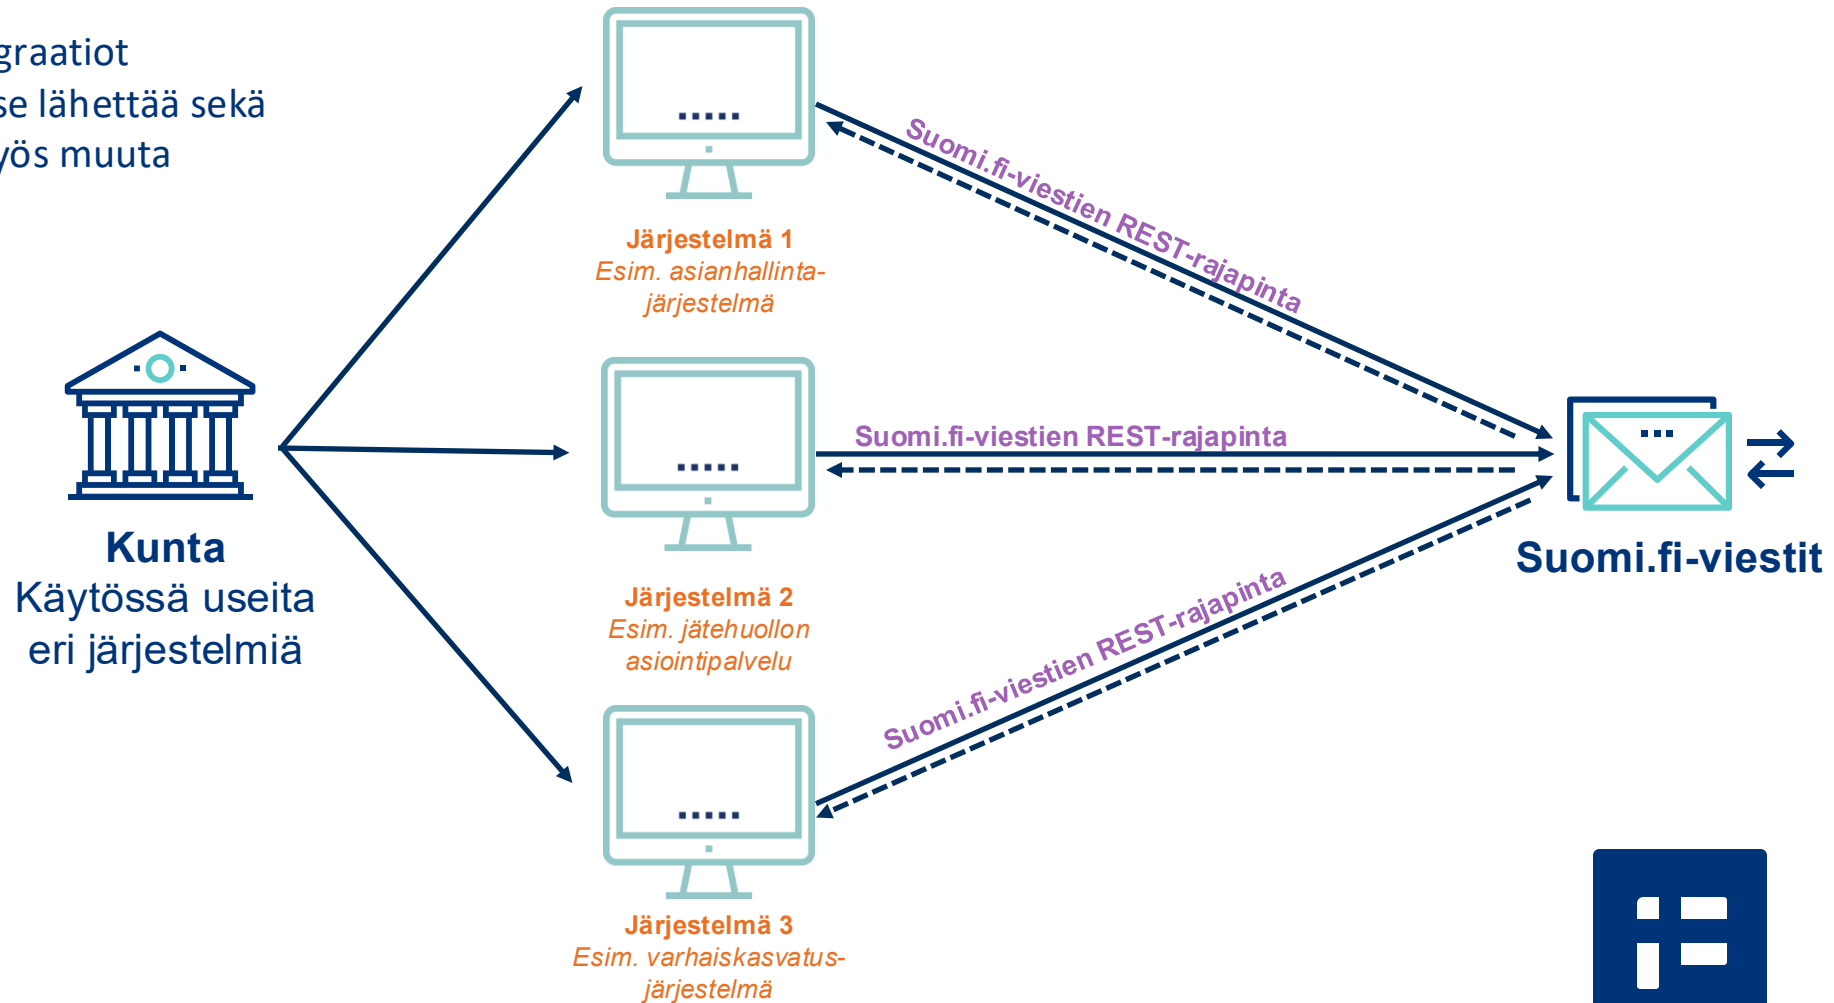 graatiot
se lähettää sekä
yös muuta
Kunta
Käytössä useita
eri järjestelmiä
Järjestelmä 1
Esim. asianhallinta-
järjestelmä
Järjestelmä 2
Esim. jätehuollon
asiointipalvelu
Järjestelmä 3
Esim. varhaiskasvatus-
järjestelmä
Suomi.fi-viestien REST-rajapinta
Suomi.fi-viestien REST-rajapinta
Suomi.fi-viestien REST-rajapinta
Suomi.fi-viestit